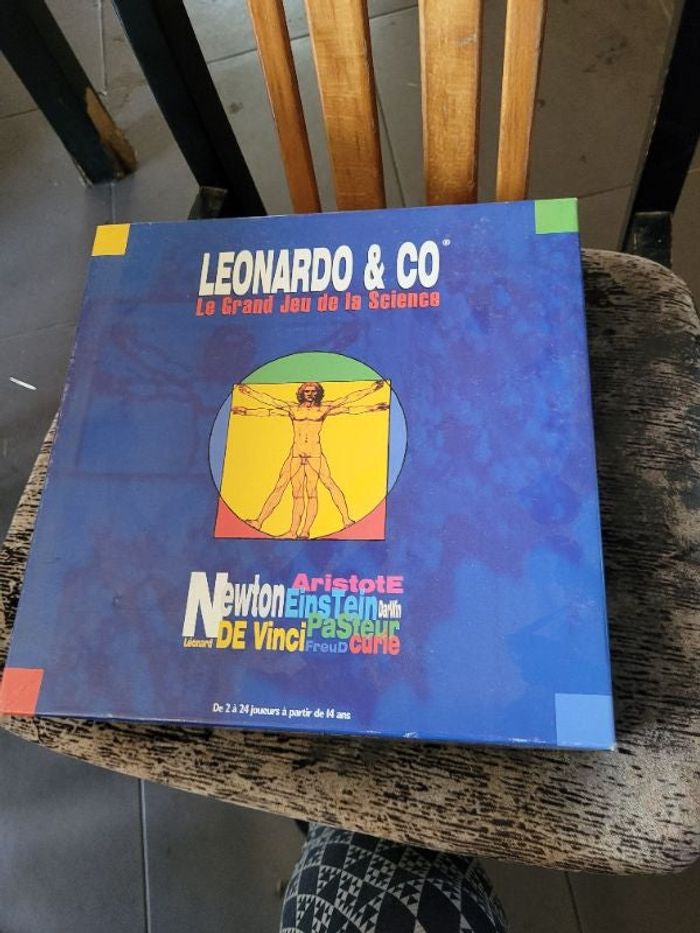 LEONARDO & CO®
Le Grand Jeu de la Science
AristotE
Newton EinsTein DarWin
Léonard DE Vinci PaSteur
FreuD Curie
De 2 à 24 joueurs à partir de 14 ans